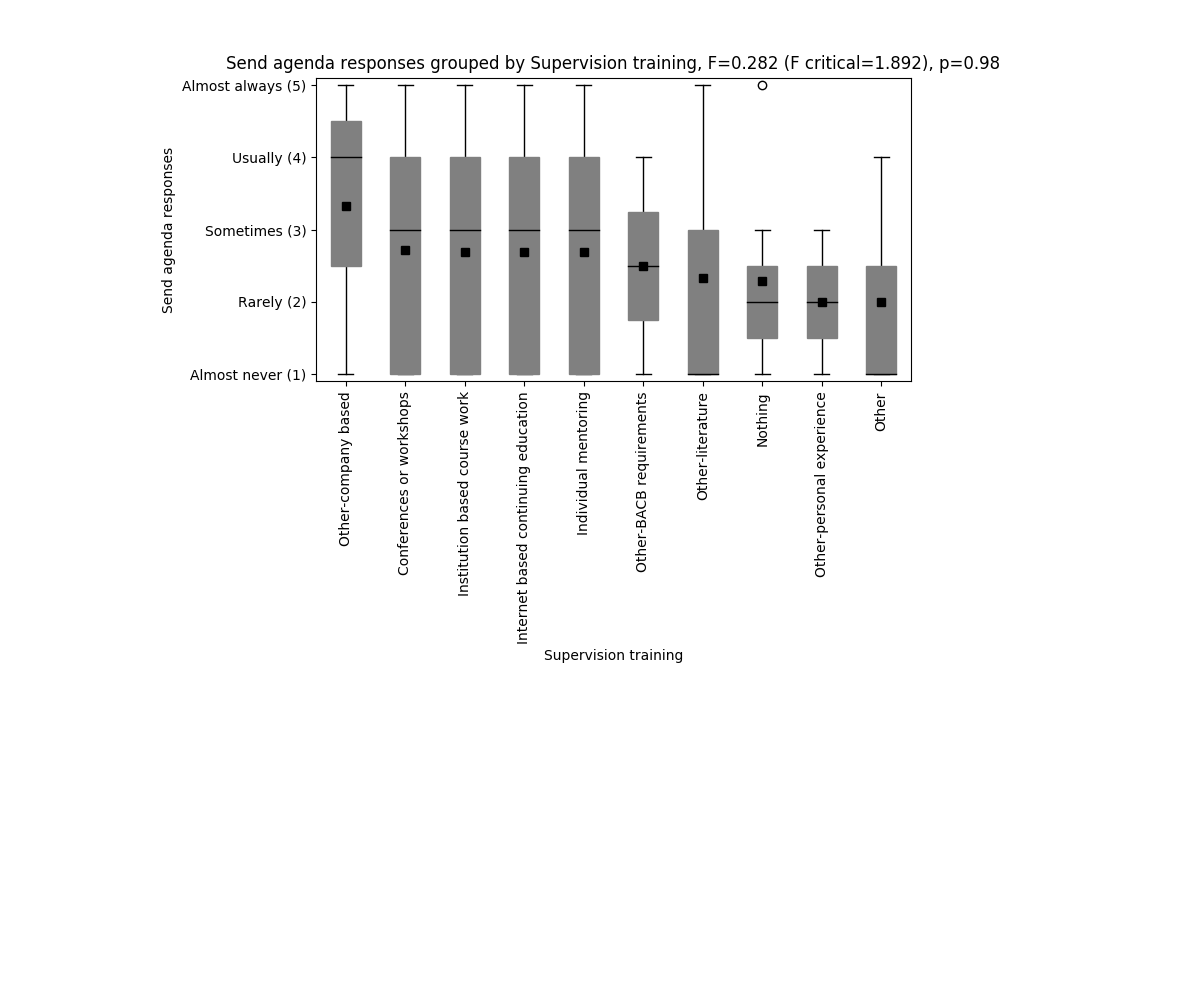 Send agenda responses grouped by Supervision training, F=0.282 (F critical=1.892), p=0.98
Send agenda responses
Almost always (5)
Usually (4)
Sometimes (3)
Rarely (2)
Almost never (1)
Other-company based
Conferences or workshops
Institution based course work
Internet based continuing education
Individual mentoring
Other-BACB requirements
Other-literature
Nothing
Other-personal experience
Other
Supervision training